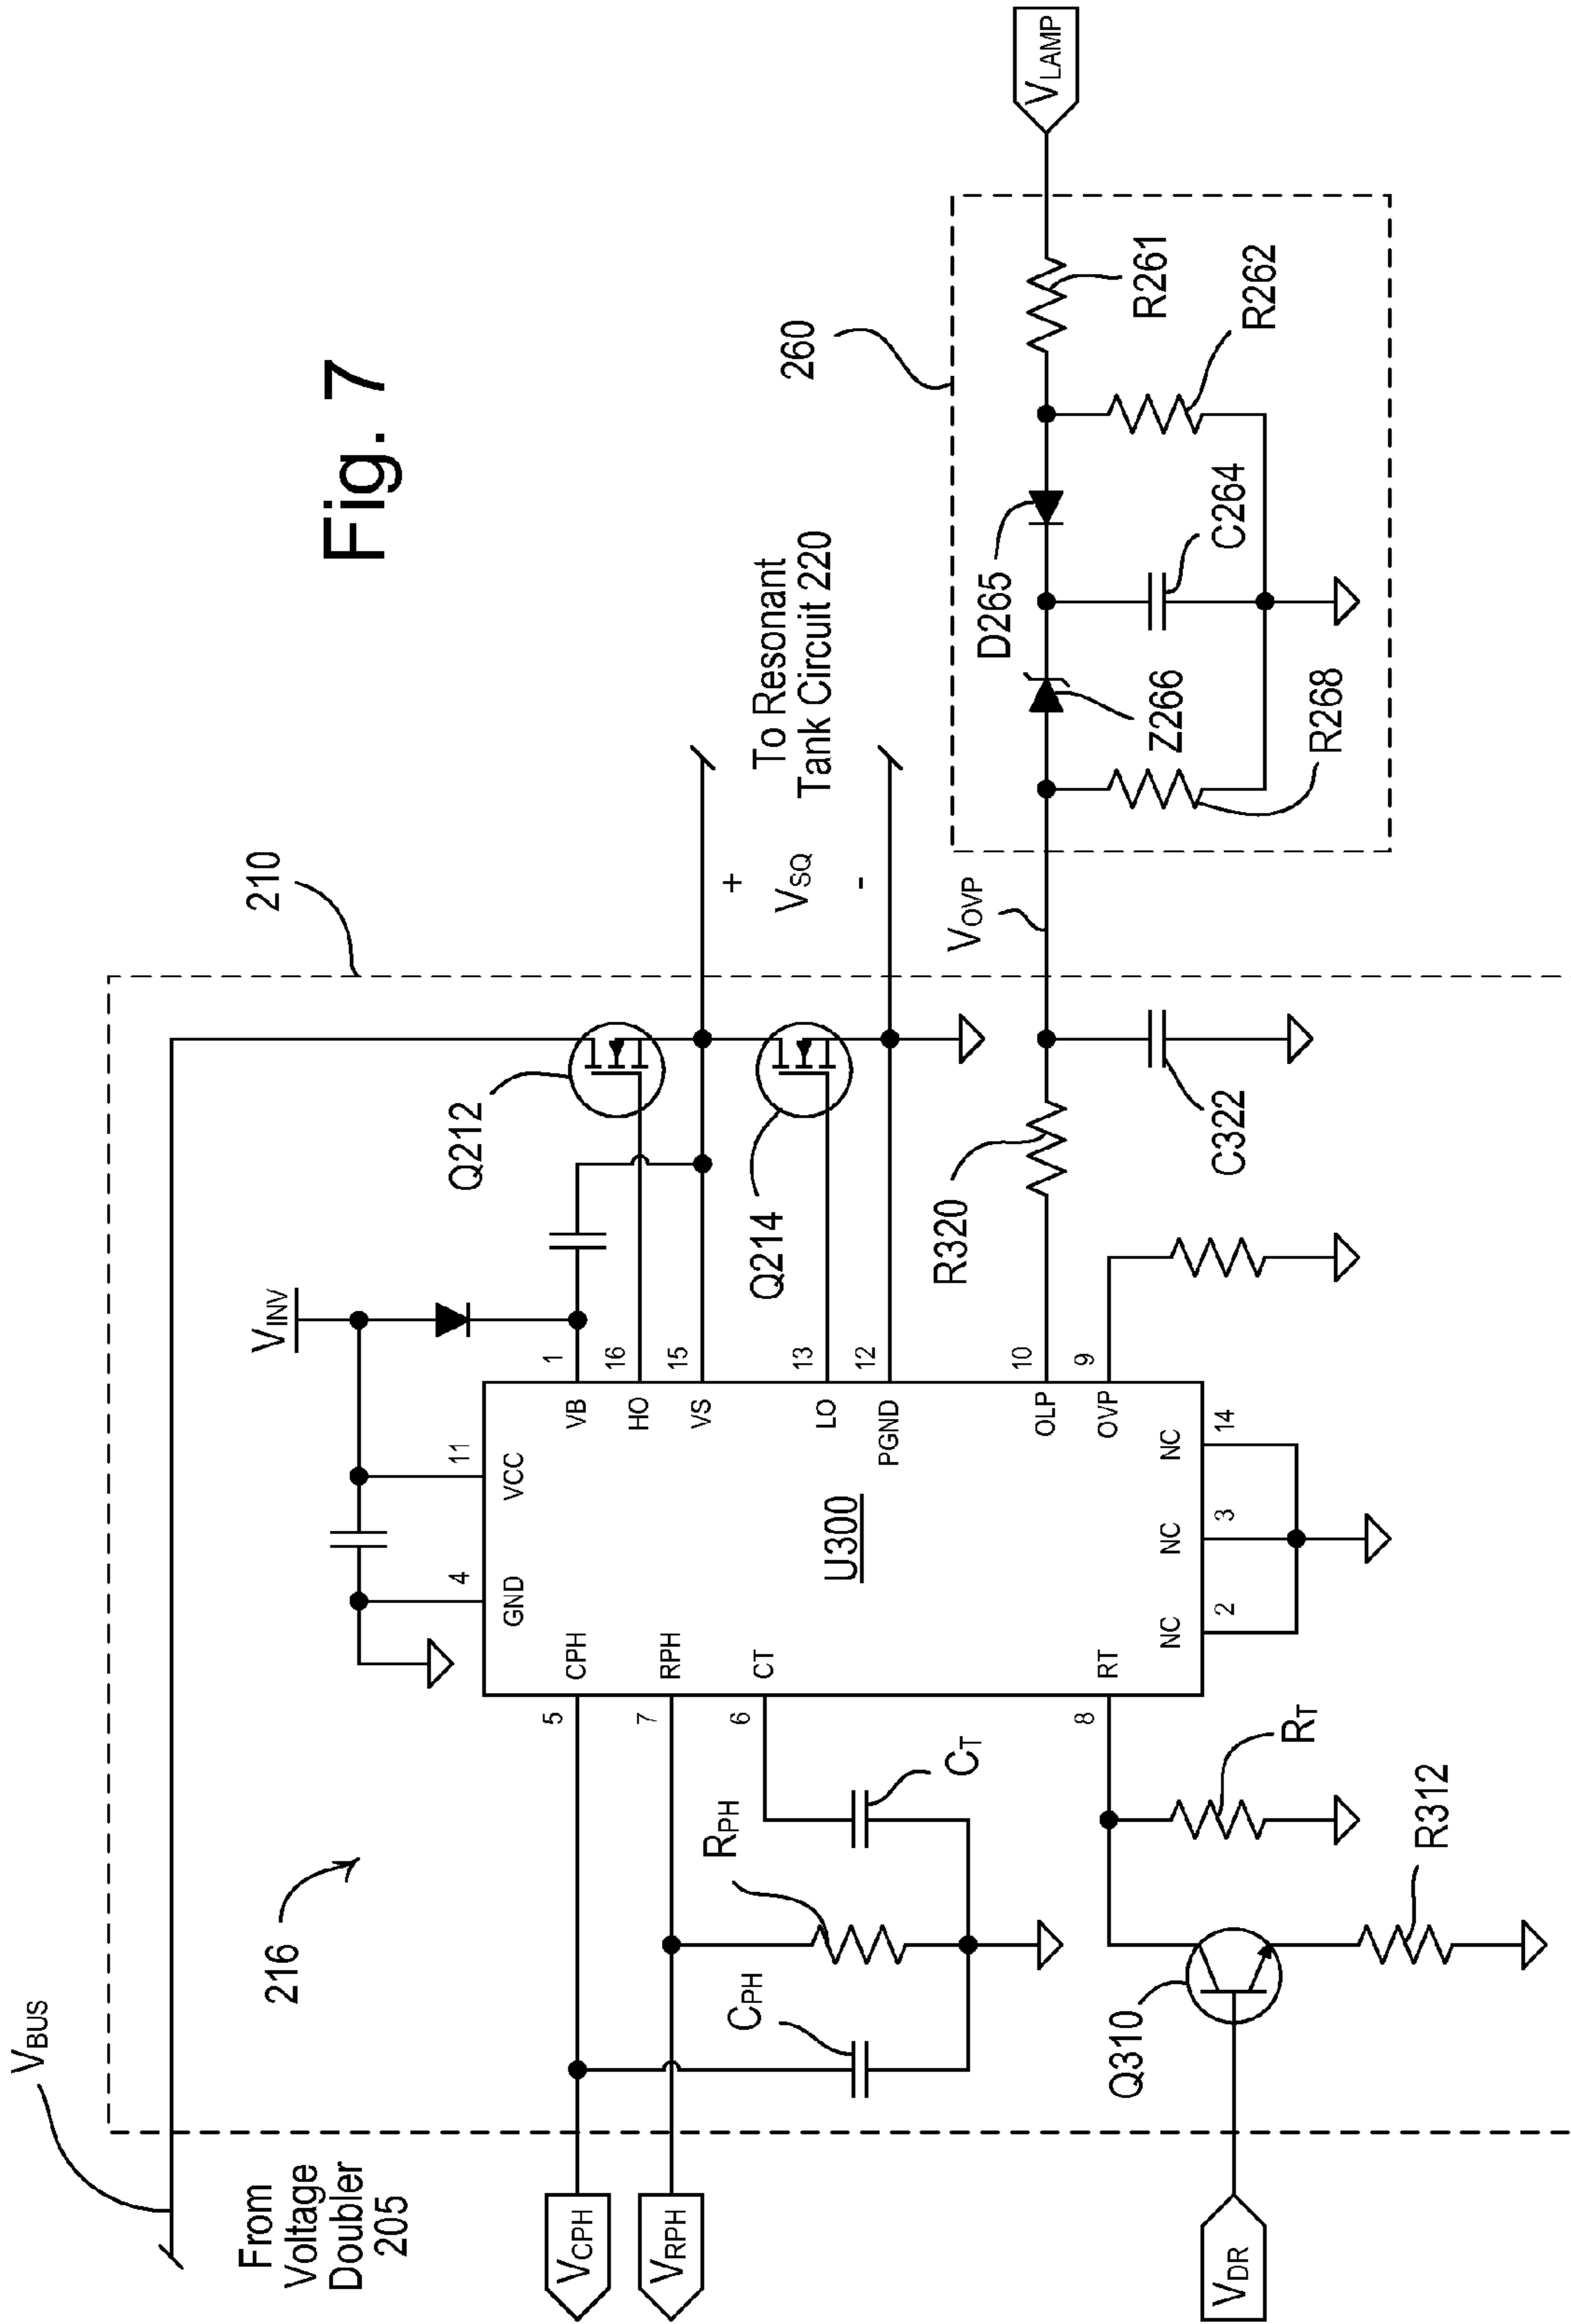 Fig. 7
VBUS
From
Voltage
Doubler
205
216
210
VINV
Q212
Q214
+
VSQ
-
To Resonant
Tank Circuit 220
260
VLAMP
R261
R262
D265
C264
Z266
R268
VOVP
R320
C322
U300
4
GND
11
VCC
1
VB
16
HO
15
VS
13
LO
12
PGND
10
OLP
9
OVP
5
CPH
7
RPH
6
CT
8
RT
NC
2
NC
3
NC
14
VCPH
VRPH
CPH
RPH
CT
VDR
Q310
RT
R312